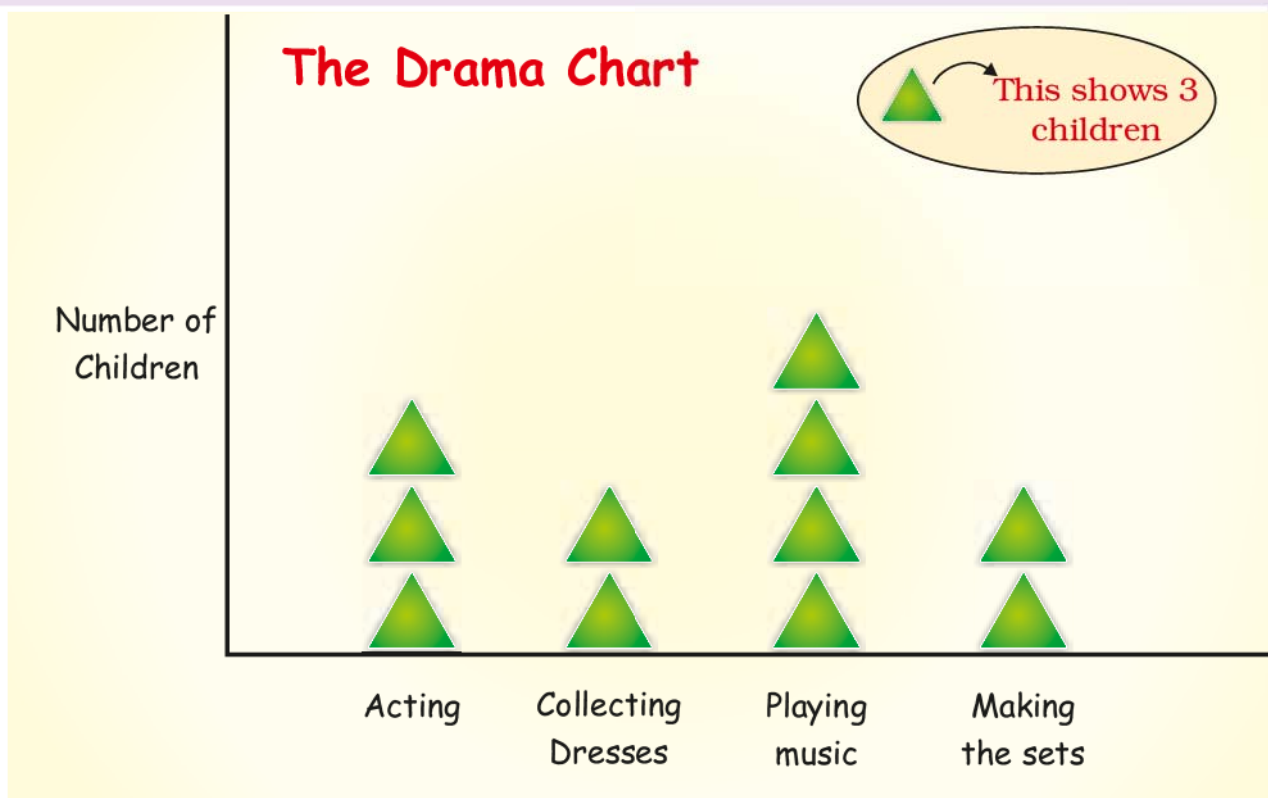 The Drama Chart
This shows 3
children
Number of
Children
Acting
Collecting
Dresses
Playing
music
Making
the sets